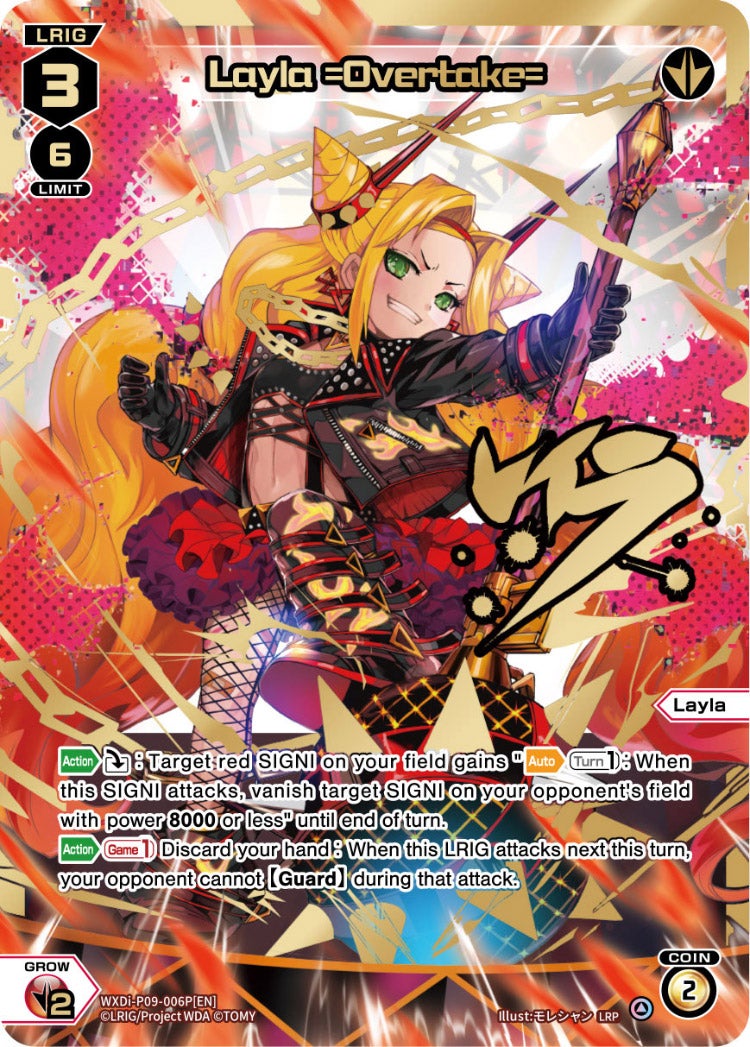 LRIG
3
Layla =Overtake=
6
LIMIT
Layla
Action : Target red SIGNI on your field gains "Auto Turn 1 : When
this SIGNI attacks, vanish target SIGNI on your opponent's field
with power 8000 or less" until end of turn.
Action Game 1 Discard your hand : When this LRIG attacks next this turn,
your opponent cannot 【Guard】 during that attack.
GROW
2
WXDi-P09-006P[EN]
©LRIG/Project WDA ©TOMY
Illust:モレシャン LRP
COIN
2